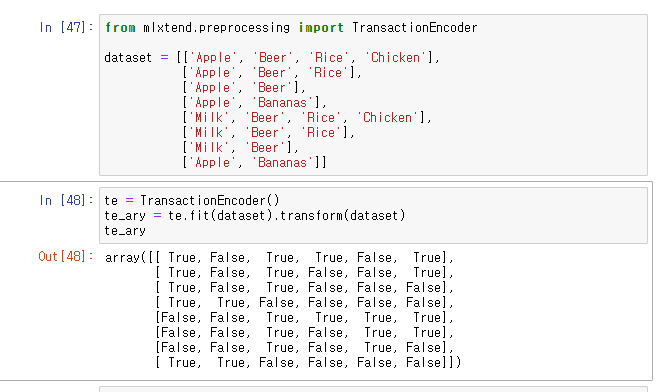 In [47]: from mlxtend.preprocessing import TransactionEncoder
dataset = [['Apple', 'Beer', 'Rice', 'Chicken'],
['Apple', 'Beer', 'Rice'],
['Apple', 'Beer'],
['Apple', 'Bananas'],
['Milk', 'Beer', 'Rice', 'Chicken'],
['Milk', 'Beer', 'Rice'],
['Milk', 'Beer'],
['Apple', 'Bananas']]
In [48]: te = TransactionEncoder()
te_ary = te.fit(dataset).transform(dataset)
te_ary
Out[48]: array([[ True, False, True, True, False, True],
[ True, False, True, False, False, True],
[ True, False, True, False, False, False],
[ True, True, False, False, False, False],
[False, False, True, True, True, True],
[False, False, True, False, True, True],
[False, False, True, False, True, False],
[ True, True, False, False, False, False]])